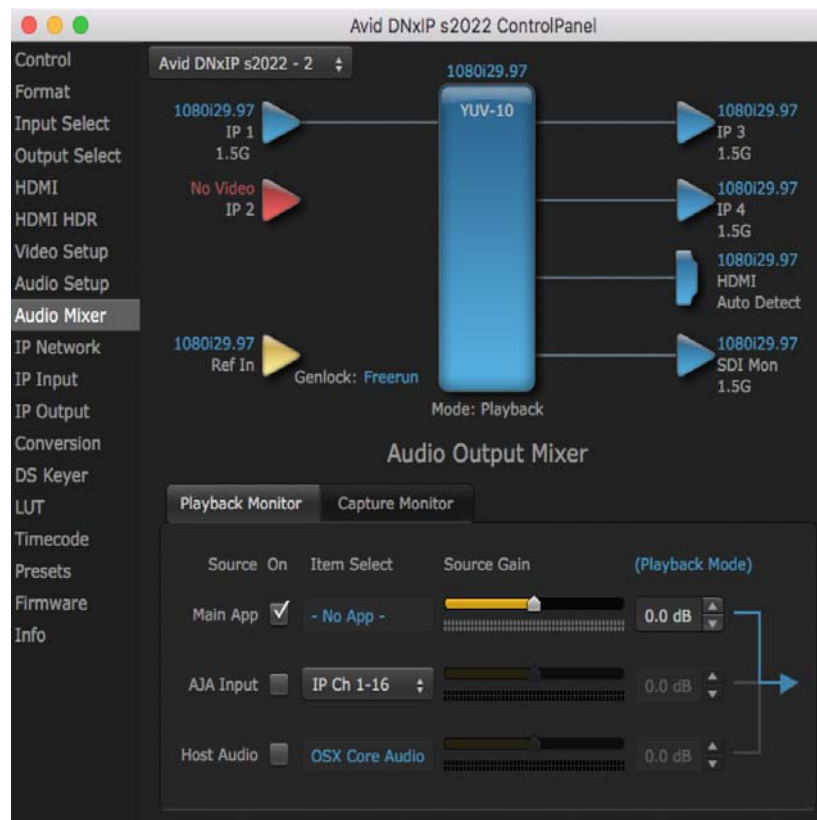 Avid DNxIP s2022 ControlPanel
Control
Format
Input Select
Output Select
HDMI
HDMI HDR
Video Setup
Audio Setup
Audio Mixer
IP Network
IP Input
IP Output
Conversion
DS Keyer
LUT
Timecode
Presets
Firmware
Info
Avid DNxIP s2022 - 2
1080i29.97
YUV-10
1080i29.97
IP 1
1.5G
No Video
IP 2
1080i29.97
Ref In
Genlock: Freerun
Mode: Playback
1080i29.97
IP 3
1.5G
1080i29.97
IP 4
1.5G
1080i29.97
HDMI
Auto Detect
1080i29.97
SDI Mon
1.5G
Audio Output Mixer
Playback Monitor Capture Monitor
Source On Item Select Source Gain (Playback Mode)
Main App - No App - 0.0 dB
AJA Input IP Ch 1-16 0.0 dB
Host Audio OSX Core Audio 0.0 dB